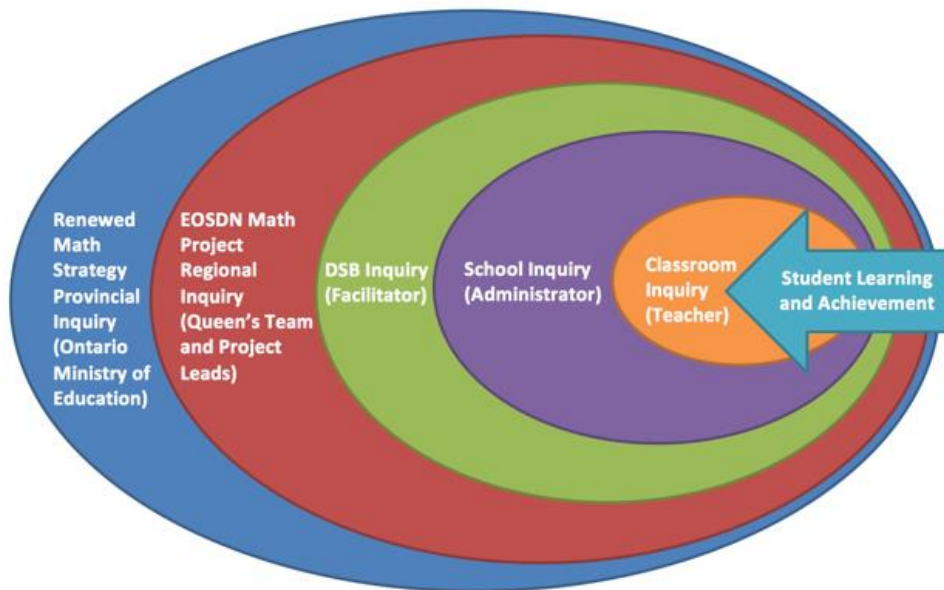 Renewed
Math
Strategy
Provincial
Inquiry
(Ontario
Ministry of
Education)
EOSDN Math
Project
Regional
Inquiry
(Queen's Team
and Project
Leads)
DSB Inquiry
(Facilitator)
School Inquiry
(Administrator)
Classroom
Inquiry
(Teacher)
Student Learning
and Achievement